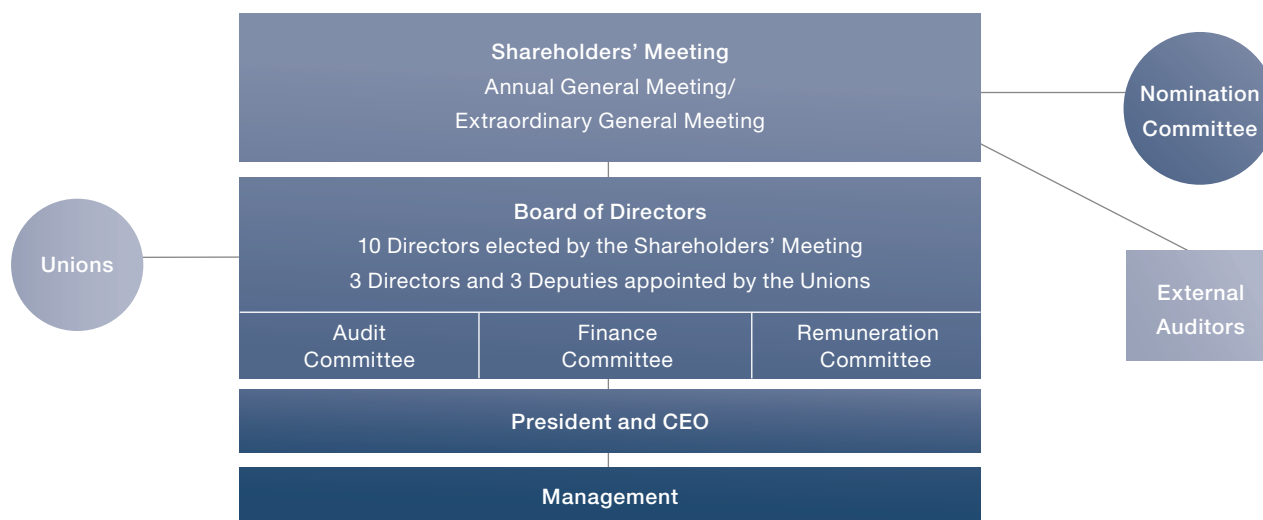 Shareholders’ Meeting
Annual General Meeting/
Extraordinary General Meeting
Nomination
Committee
Unions
Board of Directors
10 Directors elected by the Shareholders’ Meeting
3 Directors and 3 Deputies appointed by the Unions
External
Auditors
Audit
Committee
Finance
Committee
Remuneration
Committee
President and CEO
Management